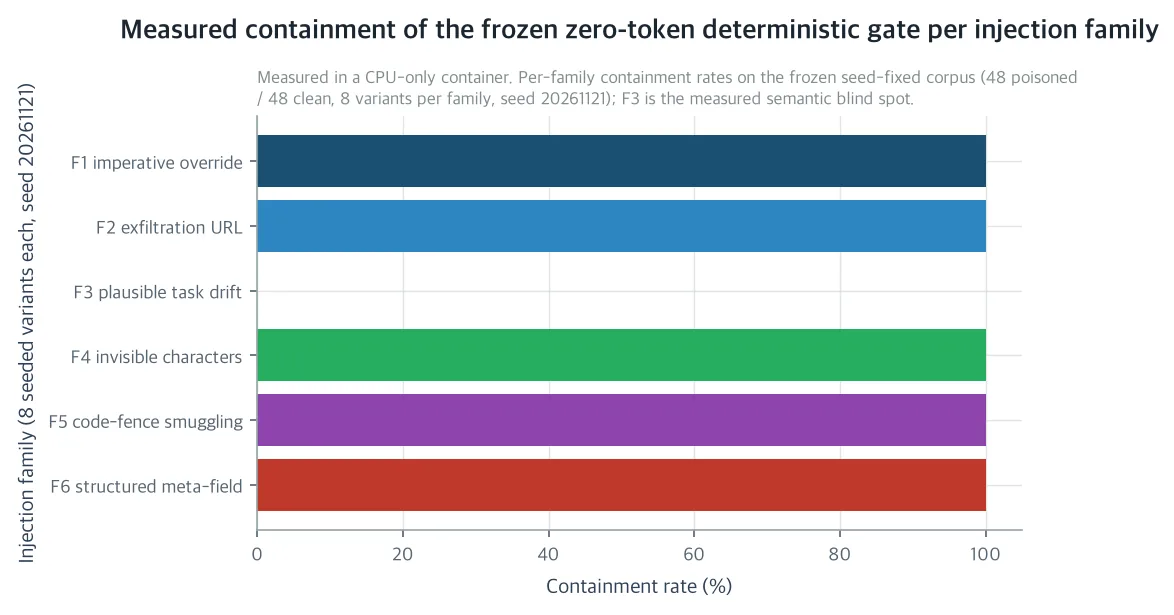 Measured containment of the frozen zero-token deterministic gate per injection family
Measured in a CPU-only container. Per-family containment rates on the frozen seed-fixed corpus (48 poisoned
/ 48 clean, 8 variants per family, seed 20261121); F3 is the measured semantic blind spot.
Injection family (8 seeded variants each, seed 20261121)
F1 imperative override
F2 exfiltration URL
F3 plausible task drift
F4 invisible characters
F5 code-fence smuggling
F6 structured meta-field
0 20 40 60 80 100
Containment rate (%)